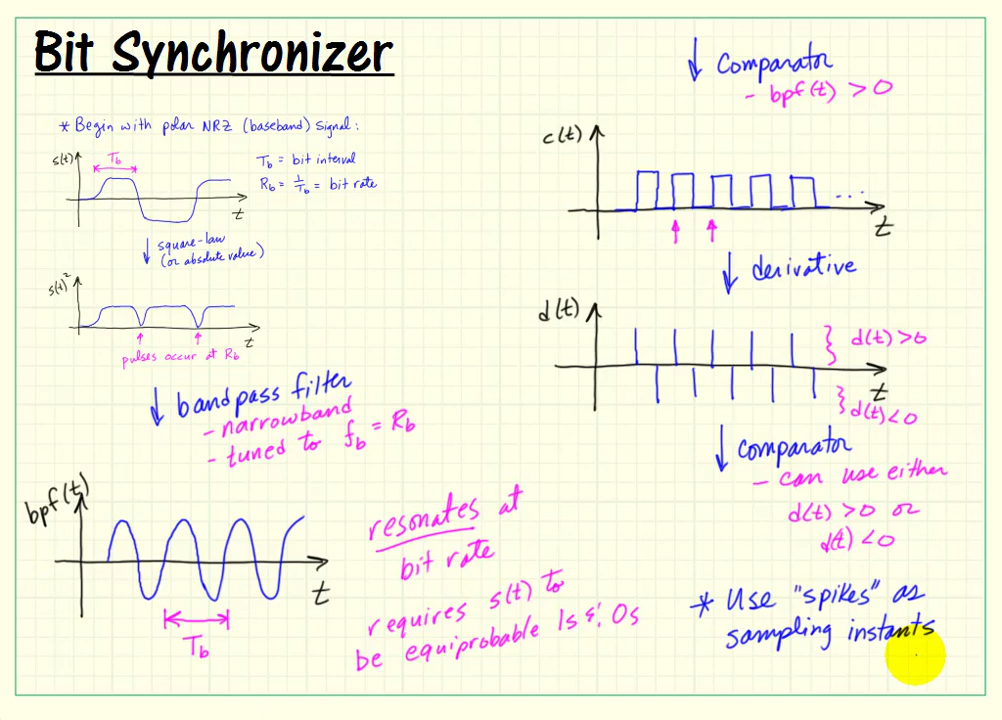 Bit Synchronizer
* Begin with polar NRZ (baseband) signal:
s(t)
Tb
t
Tb = bit interval
Rb = 1/Tb = bit rate
↓ square-law
(or absolute value)
s(t)²
t
pulses occur at Rb
↓ bandpass filter
- narrowband
- tuned to fb = Rb
bpf(t)
t
Tb
resonates at
bit rate
requires s(t) to
be equiprobable 1s &, 0s
↓ Comparator
- bpf(t) > 0
c(t)
...
t
↓ derivative
d(t)
d(t) > 0
t
d(t) < 0
↓ comparator
- can use either
d(t) > 0 or
d(t) < 0
* Use "spikes" as
sampling instants